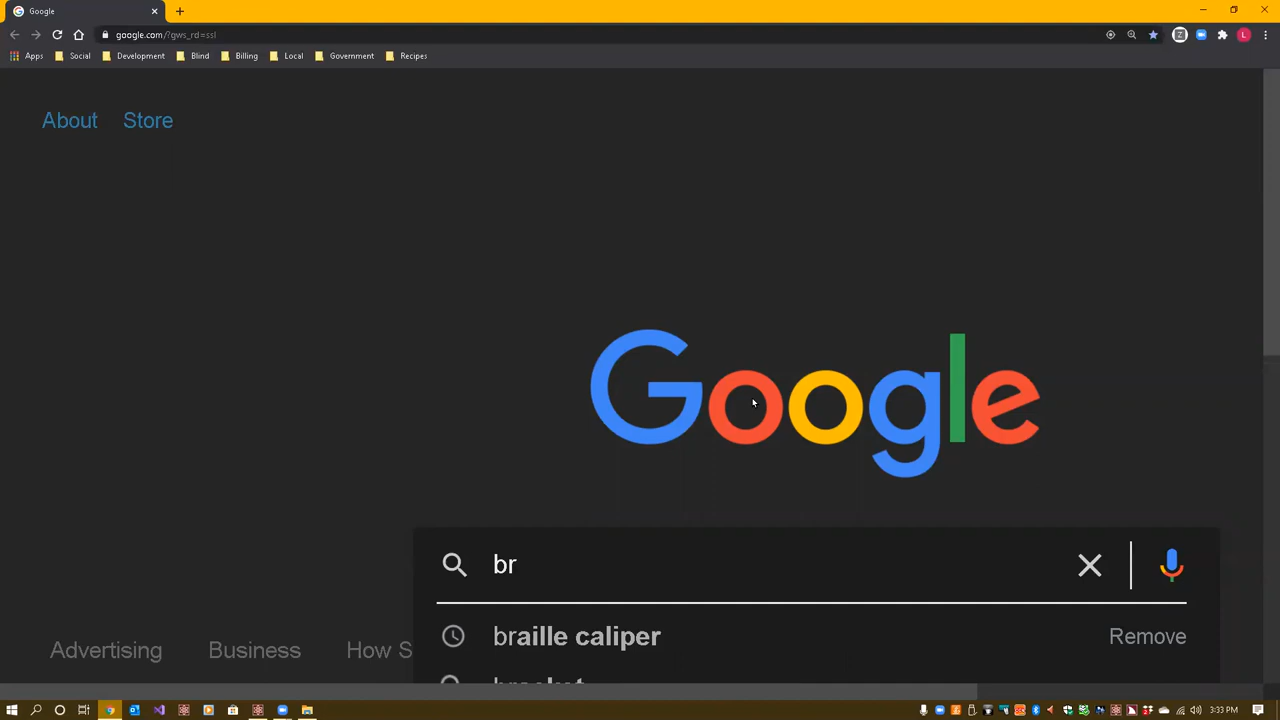 Google
google.com/?gws_rd=ssl
L
Apps Social Development Blind Billing Local Government Recipes
About Store
Google
br
braille caliper Remove
Advertising Business How S
3:33 PM